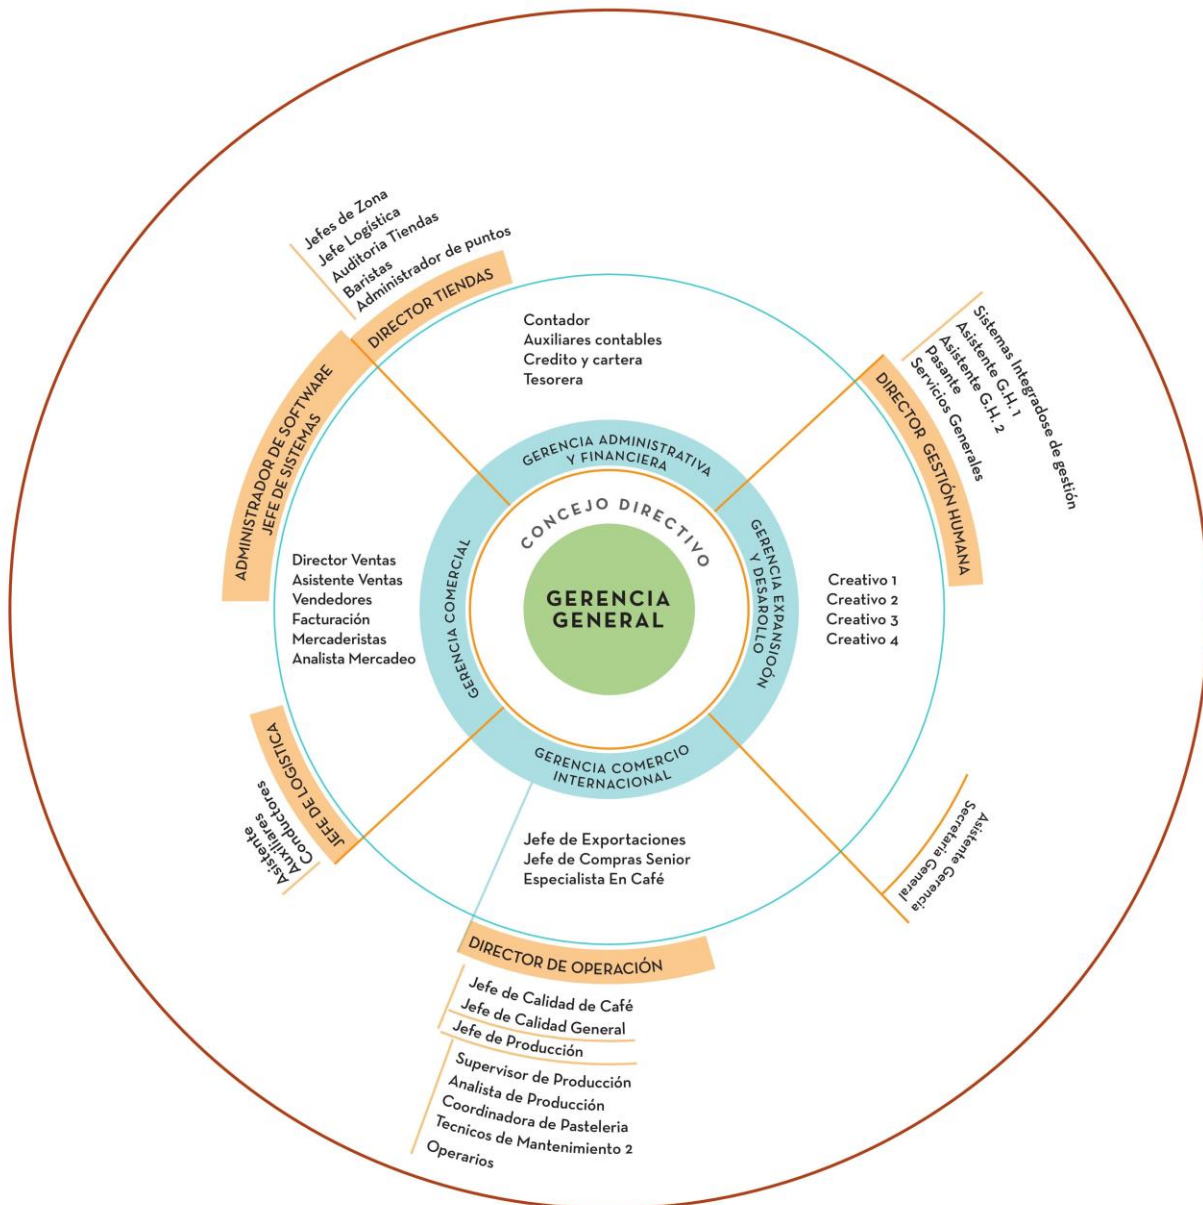 Jefes de Zona
Jefe Logística
Auditoria Tiendas
Baristas
Administrador de puntos
DIRECTOR TIENDAS
ADMINISTRADOR DE SOFTWARE
JEFE DE SISTEMAS
Contador
Auxiliares contables
Credito y cartera
Tesorera
Sistemas Integradose de gestión
Asistente G.H. 1
Asistente G.H. 2
Pasante
Servicios Generales
DIRECTOR GESTIÓN HUMANA
GERENCIA ADMINISTRATIVA
Y FINANCIERA
CONCEJO DIRECTIVO
GERENCIA
GENERAL
GERENCIA COMERCIAL
GERENCIA EXPANSIOÓN
Y DESAROLLO
Director Ventas
Asistente Ventas
Vendedores
Facturación
Mercaderistas
Analista Mercadeo
Creativo 1
Creativo 2
Creativo 3
Creativo 4
GERENCIA COMERCIO
INTERNACIONAL
JEFE DE LOGISTICA
Conductores
Auxiliares
Asistente
Jefe de Exportaciones
Jefe de Compras Senior
Especialista En Café
Asistente Gerencia
Secretaria General
DIRECTOR DE OPERACIÓN
Jefe de Calidad de Café
Jefe de Calidad General
Jefe de Producción
Supervisor de Producción
Analista de Producción
Coordinadora de Pasteleria
Tecnicos de Mantenimiento 2
Operarios